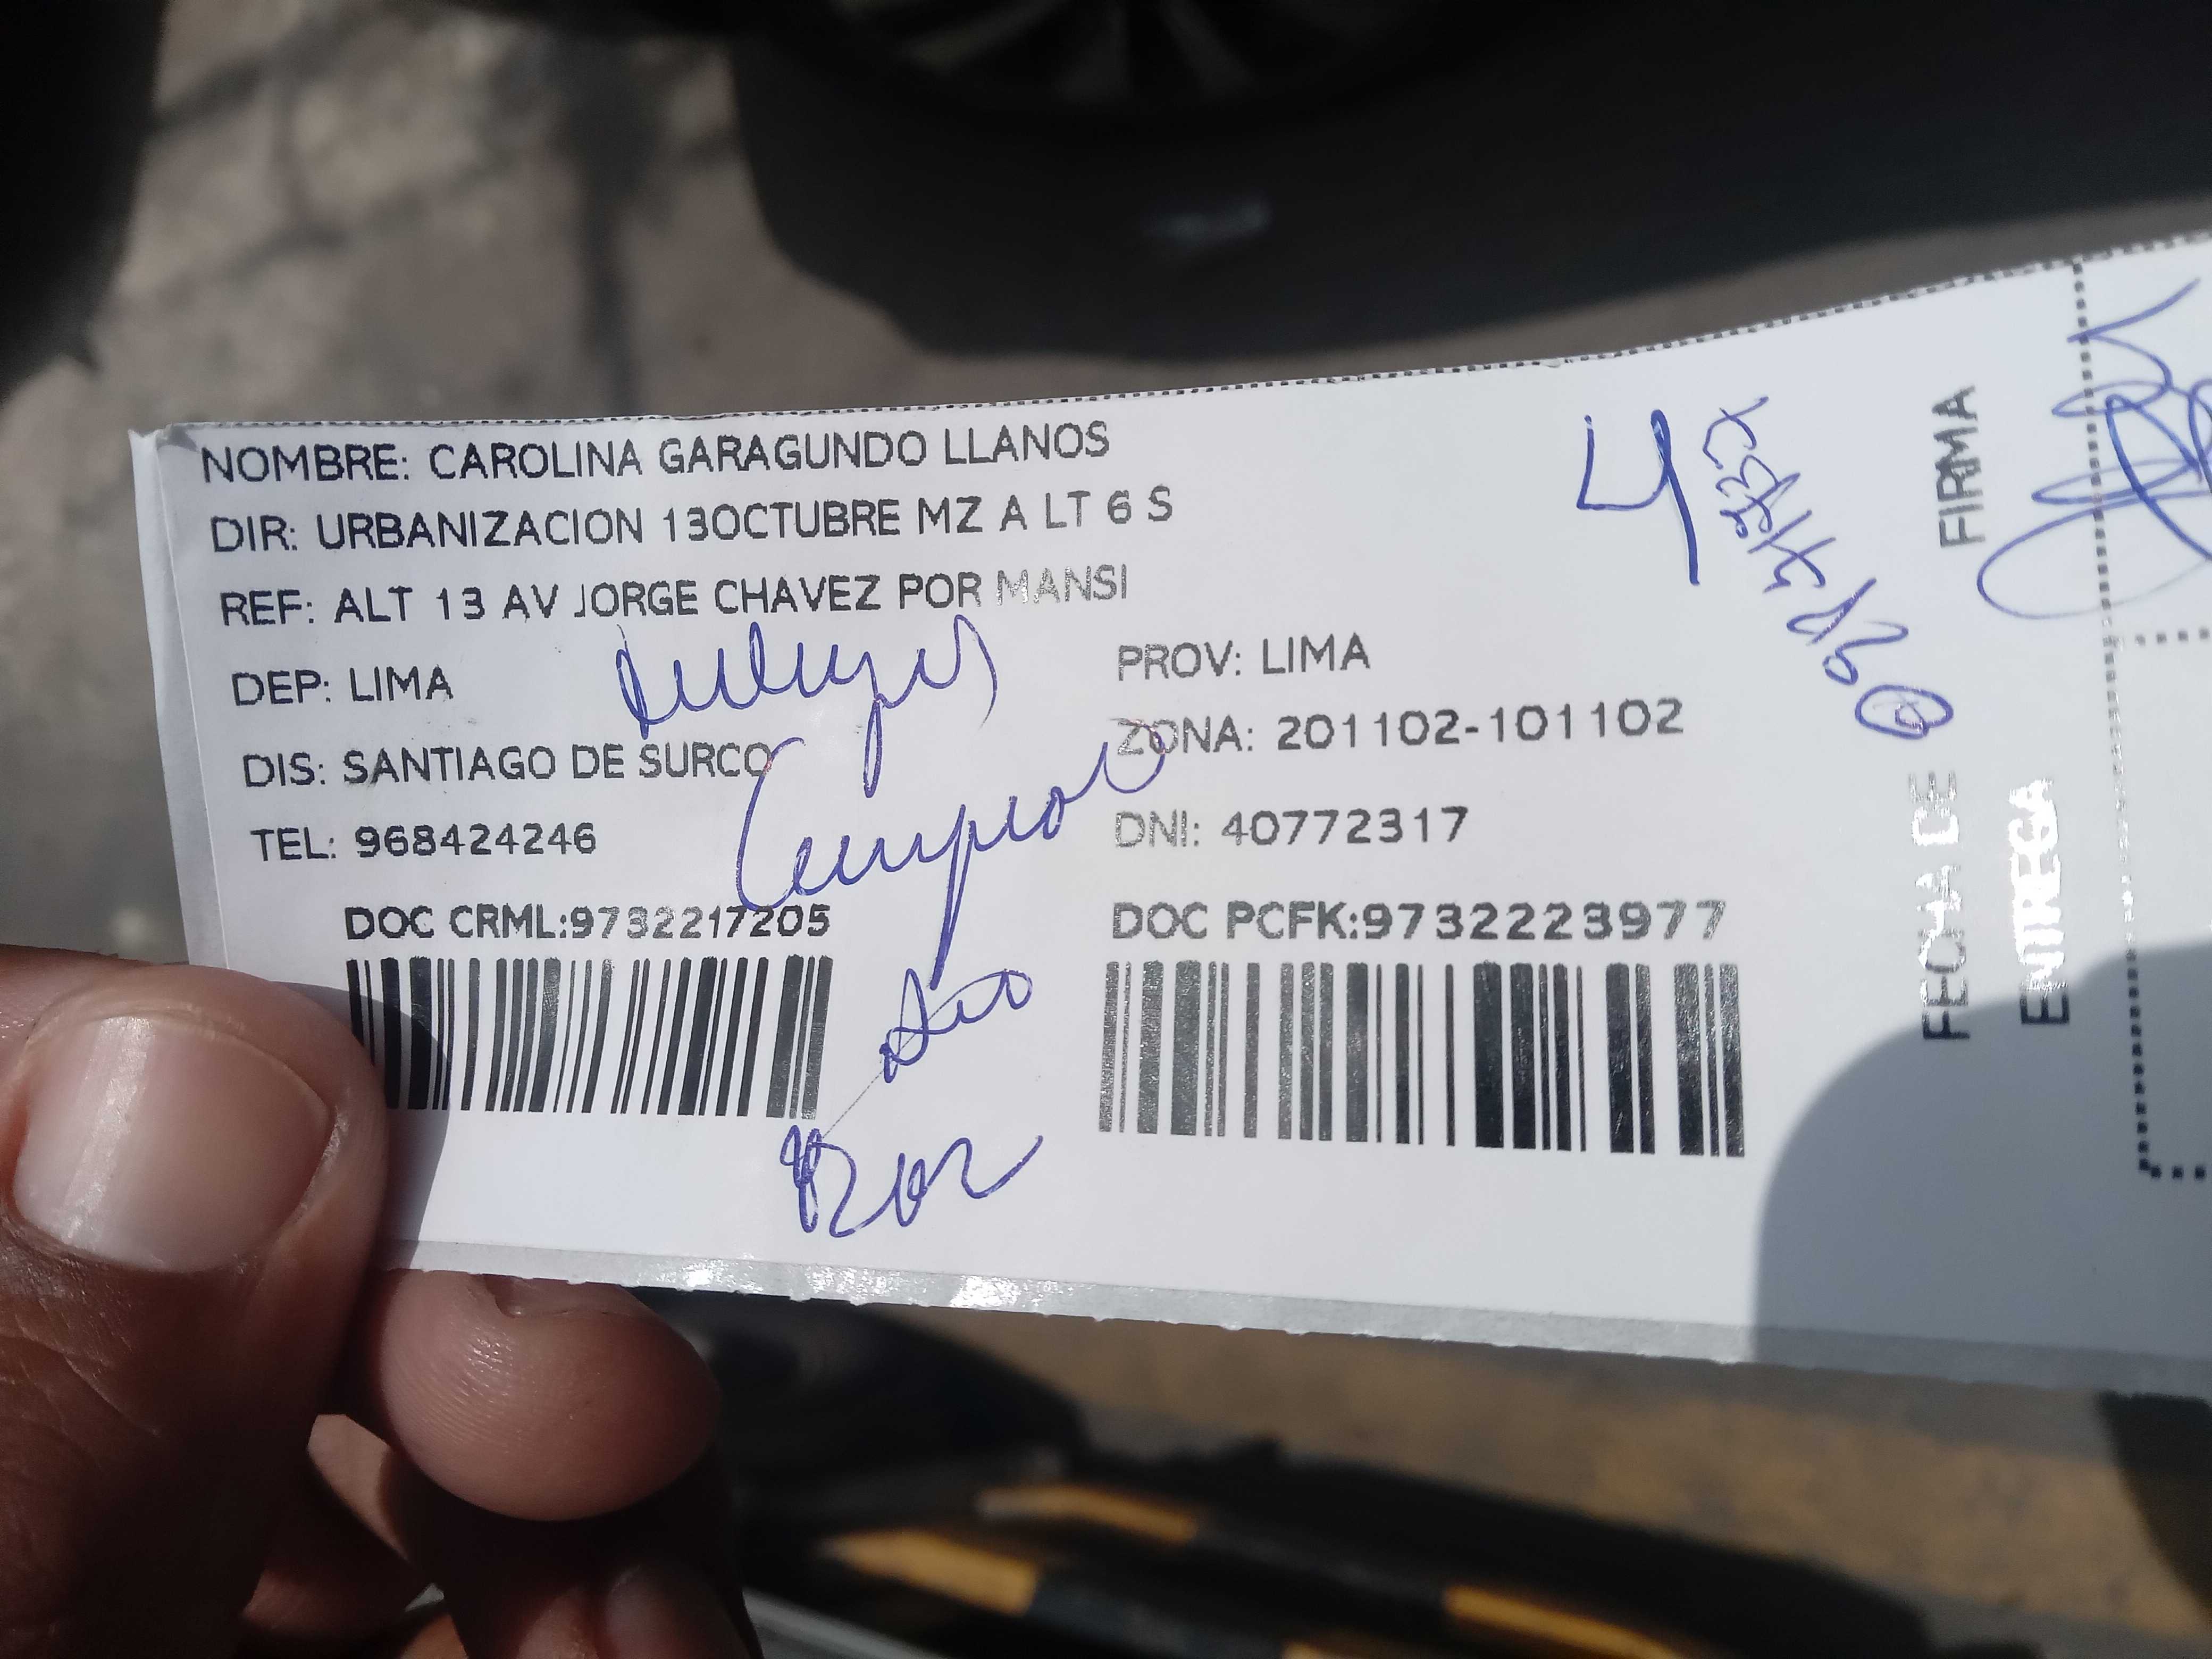 NOMBRE: CAROLINA GARAGUNDO LLANOS
DIR: URBANIZACION 13OCTUBRE MZ A LT 6 S
REF: ALT 13 AV JORGE CHAVEZ POR MANSI
DEP: LIMA
PROV: LIMA
DIS: SANTIAGO DE SURCO
ZONA: 201102-101102
TEL: 968424246
DNI: 40772317
DOC CRML:9732217205
DOC PCFK:9732223977
4
FIRMA
FECHA DE
ENTREGA